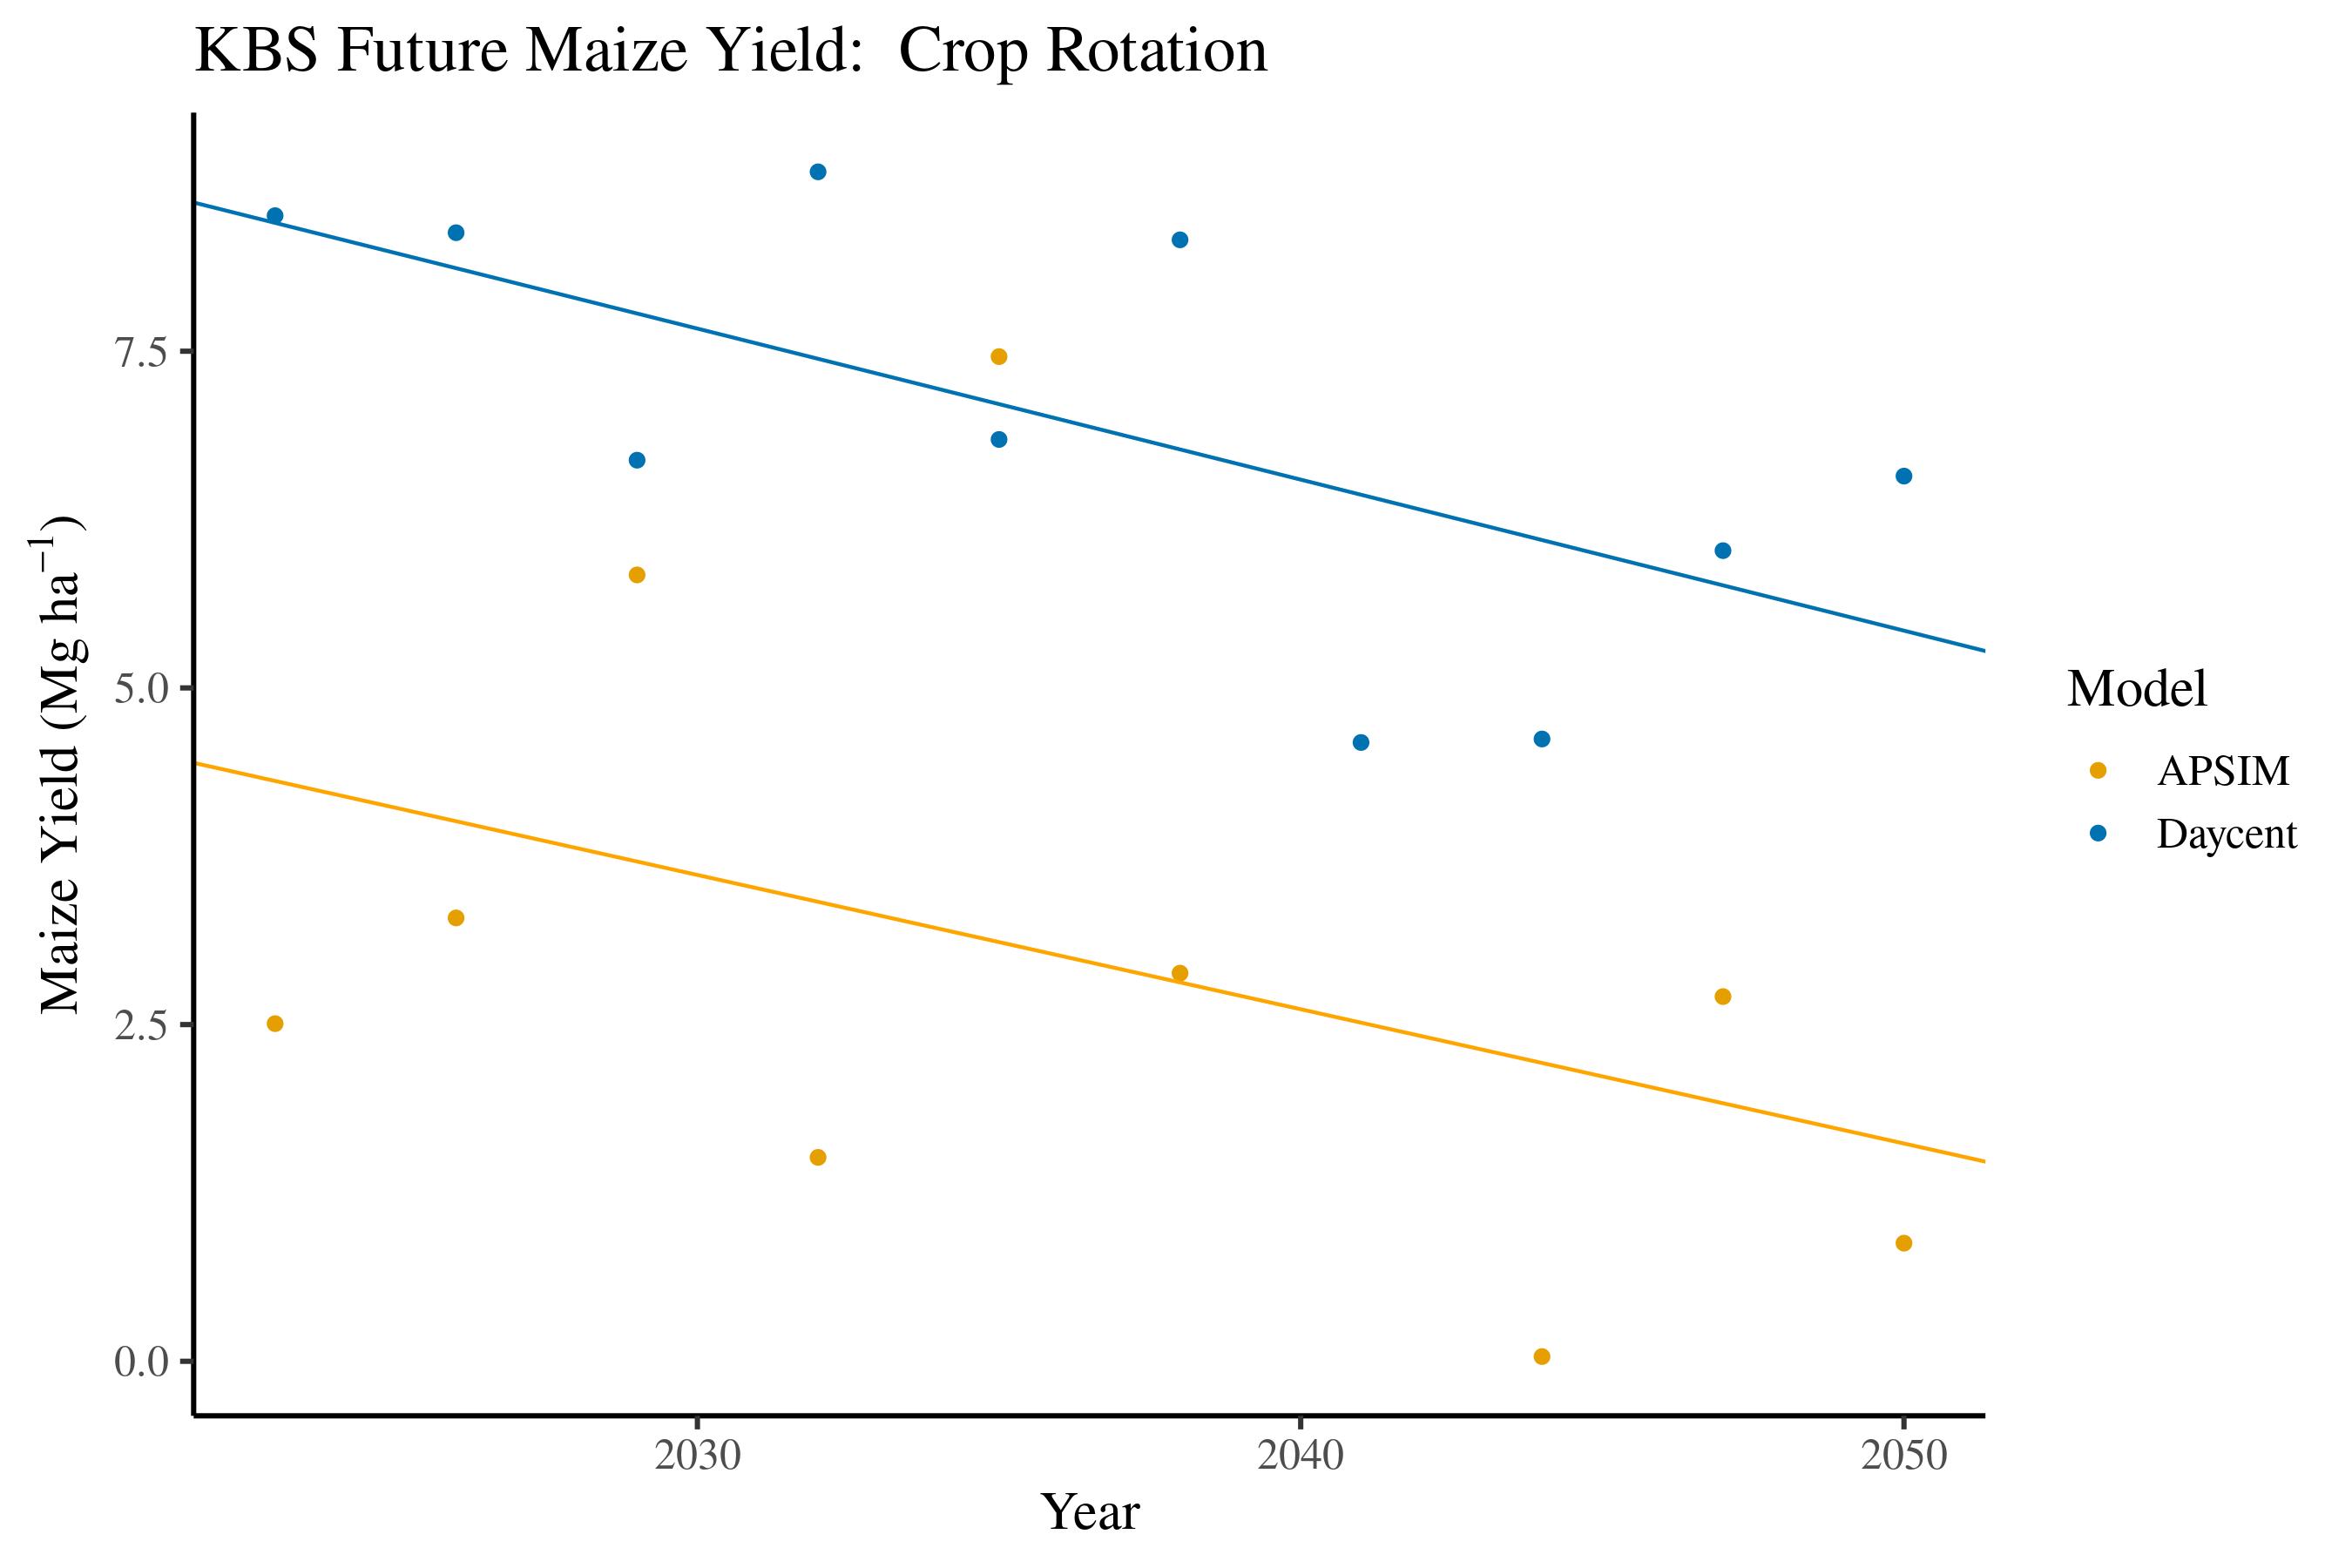 KBS Future Maize Yield:  Crop Rotation
Maize Yield (Mg ha⁻¹)
7.5
5.0
2.5
0.0
2030
2040
2050
Year
Model
APSIM
Daycent